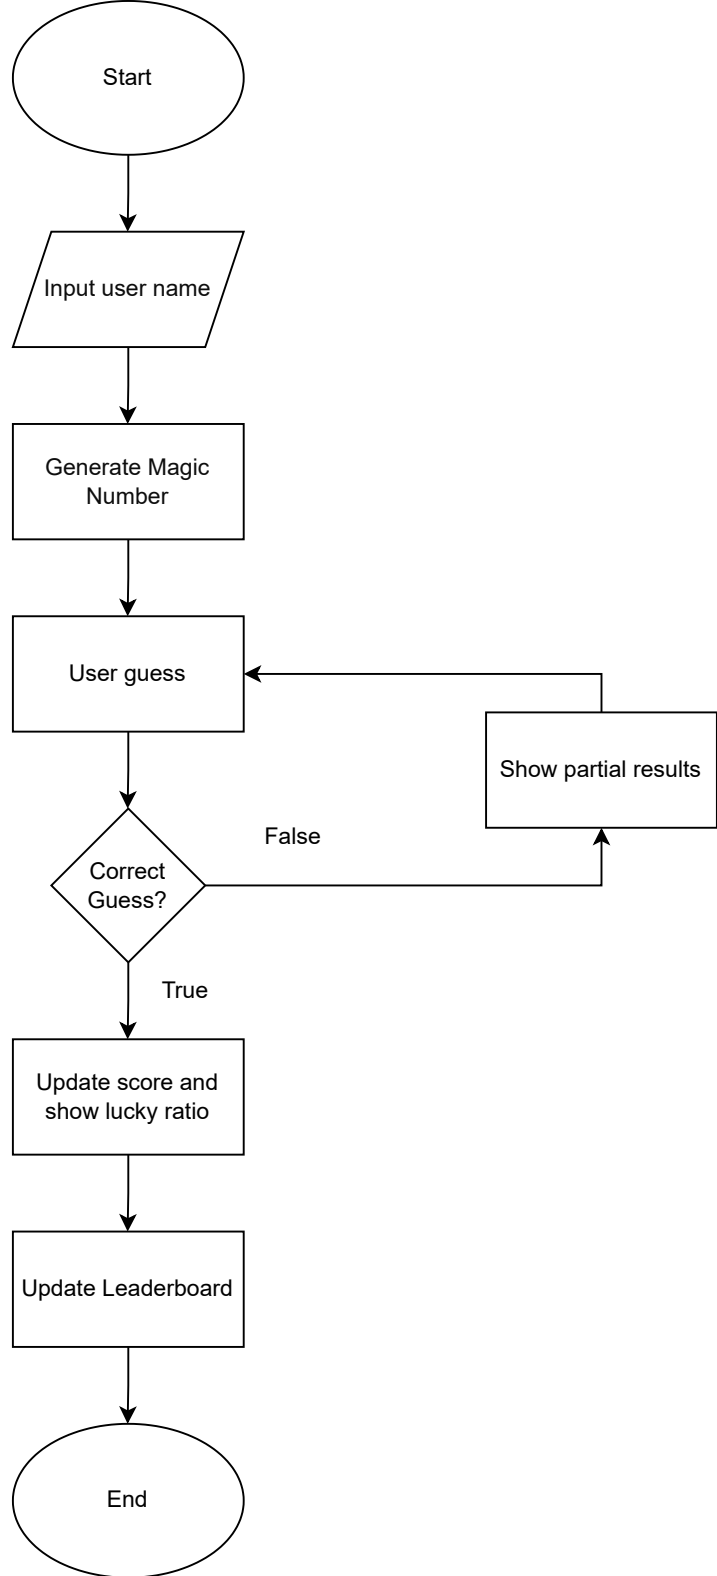 Start
Input user name
Generate Magic
Number
User guess
Show partial results
False
Correct
Guess?
True
Update score and
show lucky ratio
Update Leaderboard
End